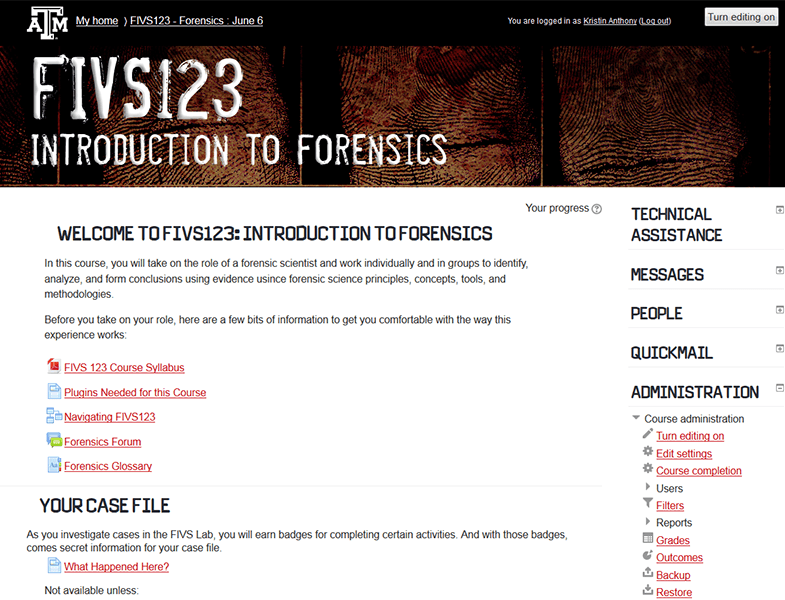 ATM My home 〉 FIVS123 - Forensics : June 6
You are logged in as Kristin Anthony (Log out)
Turn editing on
FIVS123
INTRODUCTION TO FORENSICS
Your progress
WELCOME TO FIVS123: INTRODUCTION TO FORENSICS
In this course, you will take on the role of a forensic scientist and work individually and in groups to identify,
analyze, and form conclusions using evidence usince forensic science principles, concepts, tools, and
methodologies.
Before you take on your role, here are a few bits of information to get you comfortable with the way this
experience works:
FIVS 123 Course Syllabus
Plugins Needed for this Course
Navigating FIVS123
Forensics Forum
Forensics Glossary
YOUR CASE FILE
As you investigate cases in the FIVS Lab, you will earn badges for completing certain activities. And with those badges,
comes secret information for your case file.
What Happened Here?
Not available unless:
TECHNICAL
ASSISTANCE
MESSAGES
PEOPLE
QUICKMAIL
ADMINISTRATION
Course administration
Turn editing on
Edit settings
Course completion
Users
Filters
Reports
Grades
Outcomes
Backup
Restore